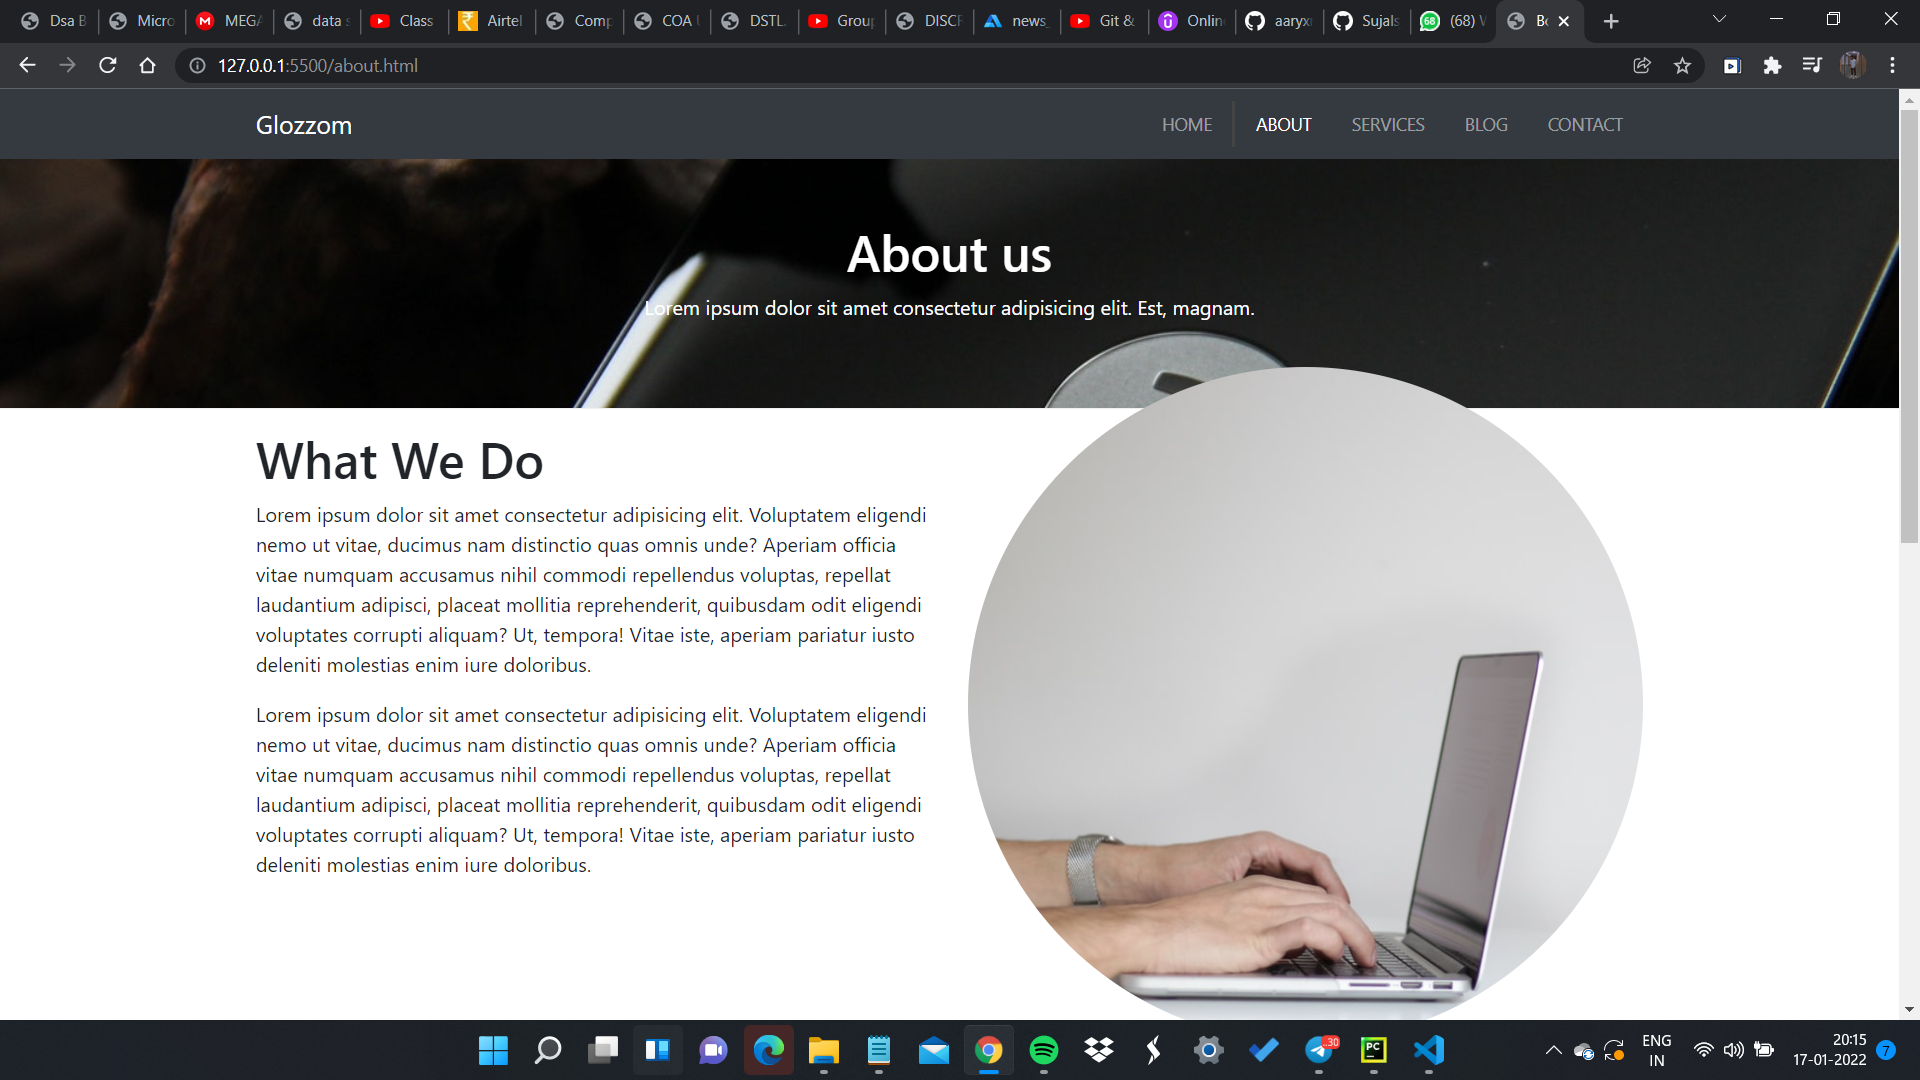 Dsa B
Micro
MEGA
data s
Class
Airtel
Comp
COA U
DSTL
Group
DISCR
news_
Git &
Onlin
aaryx
Sujals
(68) W
Bo
127.0.0.1:5500/about.html
Glozzom
HOME
ABOUT
SERVICES
BLOG
CONTACT
About us
Lorem ipsum dolor sit amet consectetur adipisicing elit. Est, magnam.
What We Do
Lorem ipsum dolor sit amet consectetur adipisicing elit. Voluptatem eligendi
nemo ut vitae, ducimus nam distinctio quas omnis unde? Aperiam officia
vitae numquam accusamus nihil commodi repellendus voluptas, repellat
laudantium adipisci, placeat mollitia reprehenderit, quibusdam odit eligendi
voluptates corrupti aliquam? Ut, tempora! Vitae iste, aperiam pariatur iusto
deleniti molestias enim iure doloribus.
Lorem ipsum dolor sit amet consectetur adipisicing elit. Voluptatem eligendi
nemo ut vitae, ducimus nam distinctio quas omnis unde? Aperiam officia
vitae numquam accusamus nihil commodi repellendus voluptas, repellat
laudantium adipisci, placeat mollitia reprehenderit, quibusdam odit eligendi
voluptates corrupti aliquam? Ut, tempora! Vitae iste, aperiam pariatur iusto
deleniti molestias enim iure doloribus.
30
PC
ENG
IN
20:15
17-01-2022
7